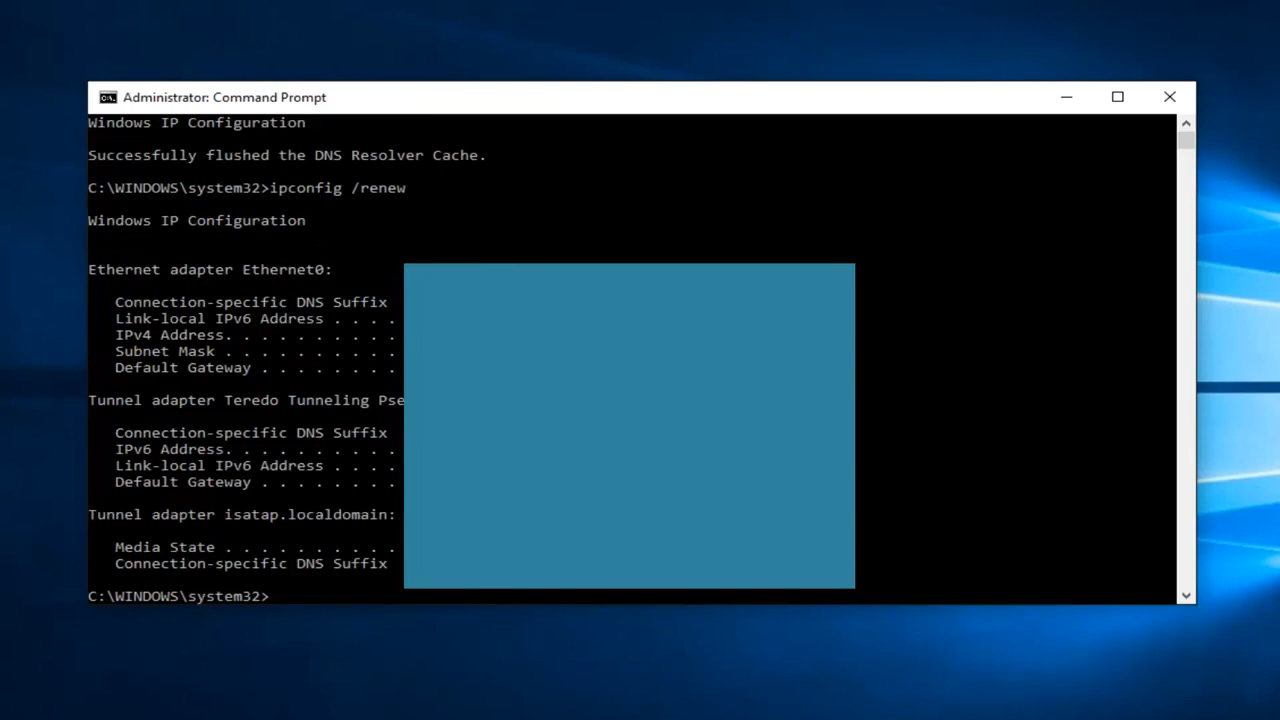 Administrator: Command Prompt
Windows IP Configuration
Successfully flushed the DNS Resolver Cache.
C:\WINDOWS\system32>ipconfig /renew
Windows IP Configuration
Ethernet adapter Ethernet0:
Connection-specific DNS Suffix
Link-local IPv6 Address . . . .
IPv4 Address. . . . . . . . . .
Subnet Mask . . . . . . . . . .
Default Gateway . . . . . . . .
Tunnel adapter Teredo Tunneling Pse
Connection-specific DNS Suffix
IPv6 Address. . . . . . . . . .
Link-local IPv6 Address . . . .
Default Gateway . . . . . . . .
Tunnel adapter isatap.localdomain:
Media State . . . . . . . . . .
Connection-specific DNS Suffix
C:\WINDOWS\system32>